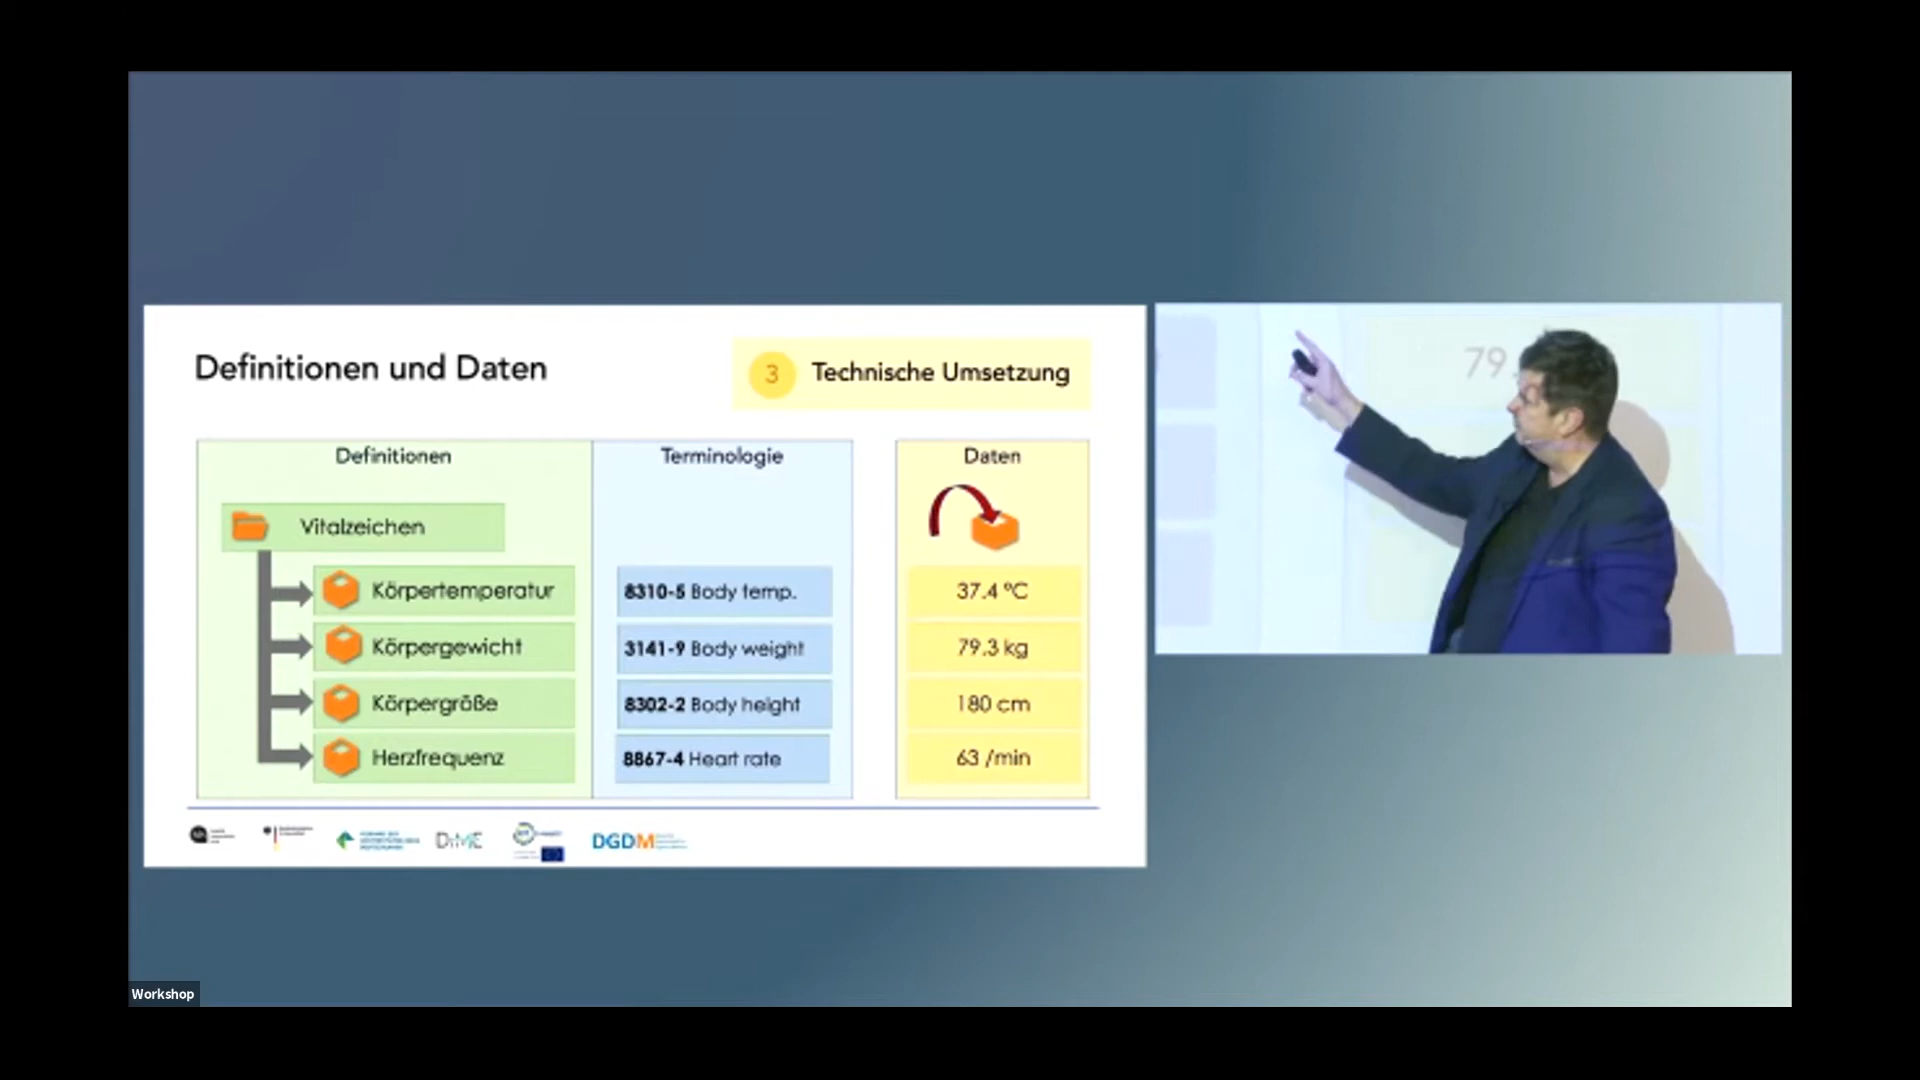 Definitionen und Daten
3 Technische Umsetzung
Definitionen Terminologie Daten
Vitalzeichen
Körpertemperatur 8310-5 Body temp. 37.4 °C
Körpergewicht 3141-9 Body weight 79.3 kg
Körpergröße 8302-2 Body height 180 cm
Herzfrequenz 8867-4 Heart rate 63 /min
DiME
DGDM
79
Workshop